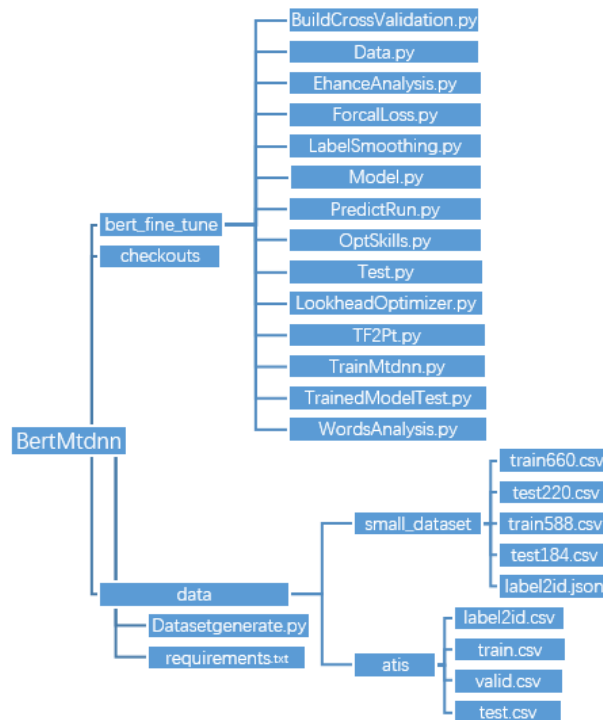 BuildCrossValidation.py
Data.py
EhanceAnalysis.py
ForcalLoss.py
LabelSmoothing.py
Model.py
PredictRun.py
OptSkills.py
Test.py
LookheadOptimizer.py
TF2Pt.py
TrainMtdnn.py
TrainedModelTest.py
WordsAnalysis.py
bert_fine_tune
checkouts
BertMtdnn
data
Datasetgenerate.py
requirements.txt
small_dataset
train660.csv
test220.csv
train588.csv
test184.csv
label2id.json
atis
label2id.csv
train.csv
valid.csv
test.csv